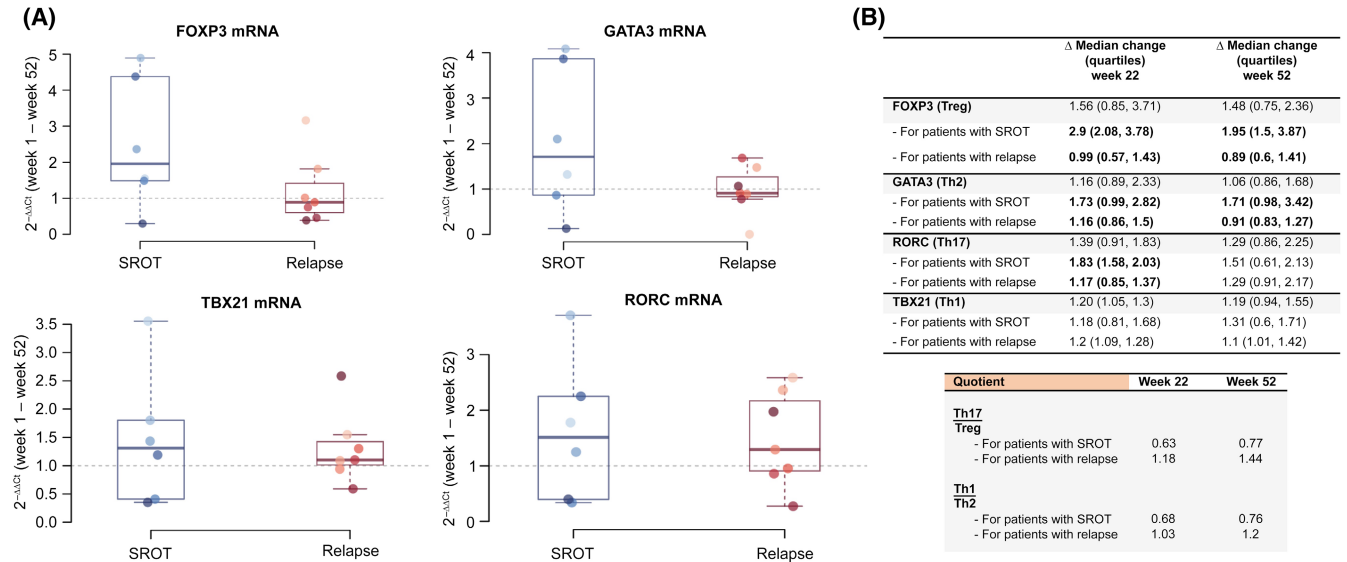 (A)
FOXP3 mRNA
2−ΔΔCt (week 1 – week 52)
5
4
3
2
1
0
SROT
Relapse
GATA3 mRNA
2−ΔΔCt (week 1 – week 52)
4
3
2
1
0
SROT
Relapse
TBX21 mRNA
2−ΔΔCt (week 1 – week 52)
3.5
3.0
2.5
2.0
1.5
1.0
0.5
0.0
SROT
Relapse
RORC mRNA
2−ΔΔCt (week 1 – week 52)
3
2
1
0
SROT
Relapse
(B)
Δ Median change Δ Median change
(quartiles) (quartiles)
week 22 week 52
FOXP3 (Treg) 1.56 (0.85, 3.71) 1.48 (0.75, 2.36)
- For patients with SROT 2.9 (2.08, 3.78) 1.95 (1.5, 3.87)
- For patients with relapse 0.99 (0.57, 1.43) 0.89 (0.6, 1.41)
GATA3 (Th2) 1.16 (0.89, 2.33) 1.06 (0.86, 1.68)
- For patients with SROT 1.73 (0.99, 2.82) 1.71 (0.98, 3.42)
- For patients with relapse 1.16 (0.86, 1.5) 0.91 (0.83, 1.27)
RORC (Th17) 1.39 (0.91, 1.83) 1.29 (0.86, 2.25)
- For patients with SROT 1.83 (1.58, 2.03) 1.51 (0.61, 2.13)
- For patients with relapse 1.17 (0.85, 1.37) 1.29 (0.91, 2.17)
TBX21 (Th1) 1.20 (1.05, 1.3) 1.19 (0.94, 1.55)
- For patients with SROT 1.18 (0.81, 1.68) 1.31 (0.6, 1.71)
- For patients with relapse 1.2 (1.09, 1.28) 1.1 (1.01, 1.42)
Quotient Week 22 Week 52
Th17
Treg
- For patients with SROT 0.63 0.77
- For patients with relapse 1.18 1.44
Th1
Th2
- For patients with SROT 0.68 0.76
- For patients with relapse 1.03 1.2